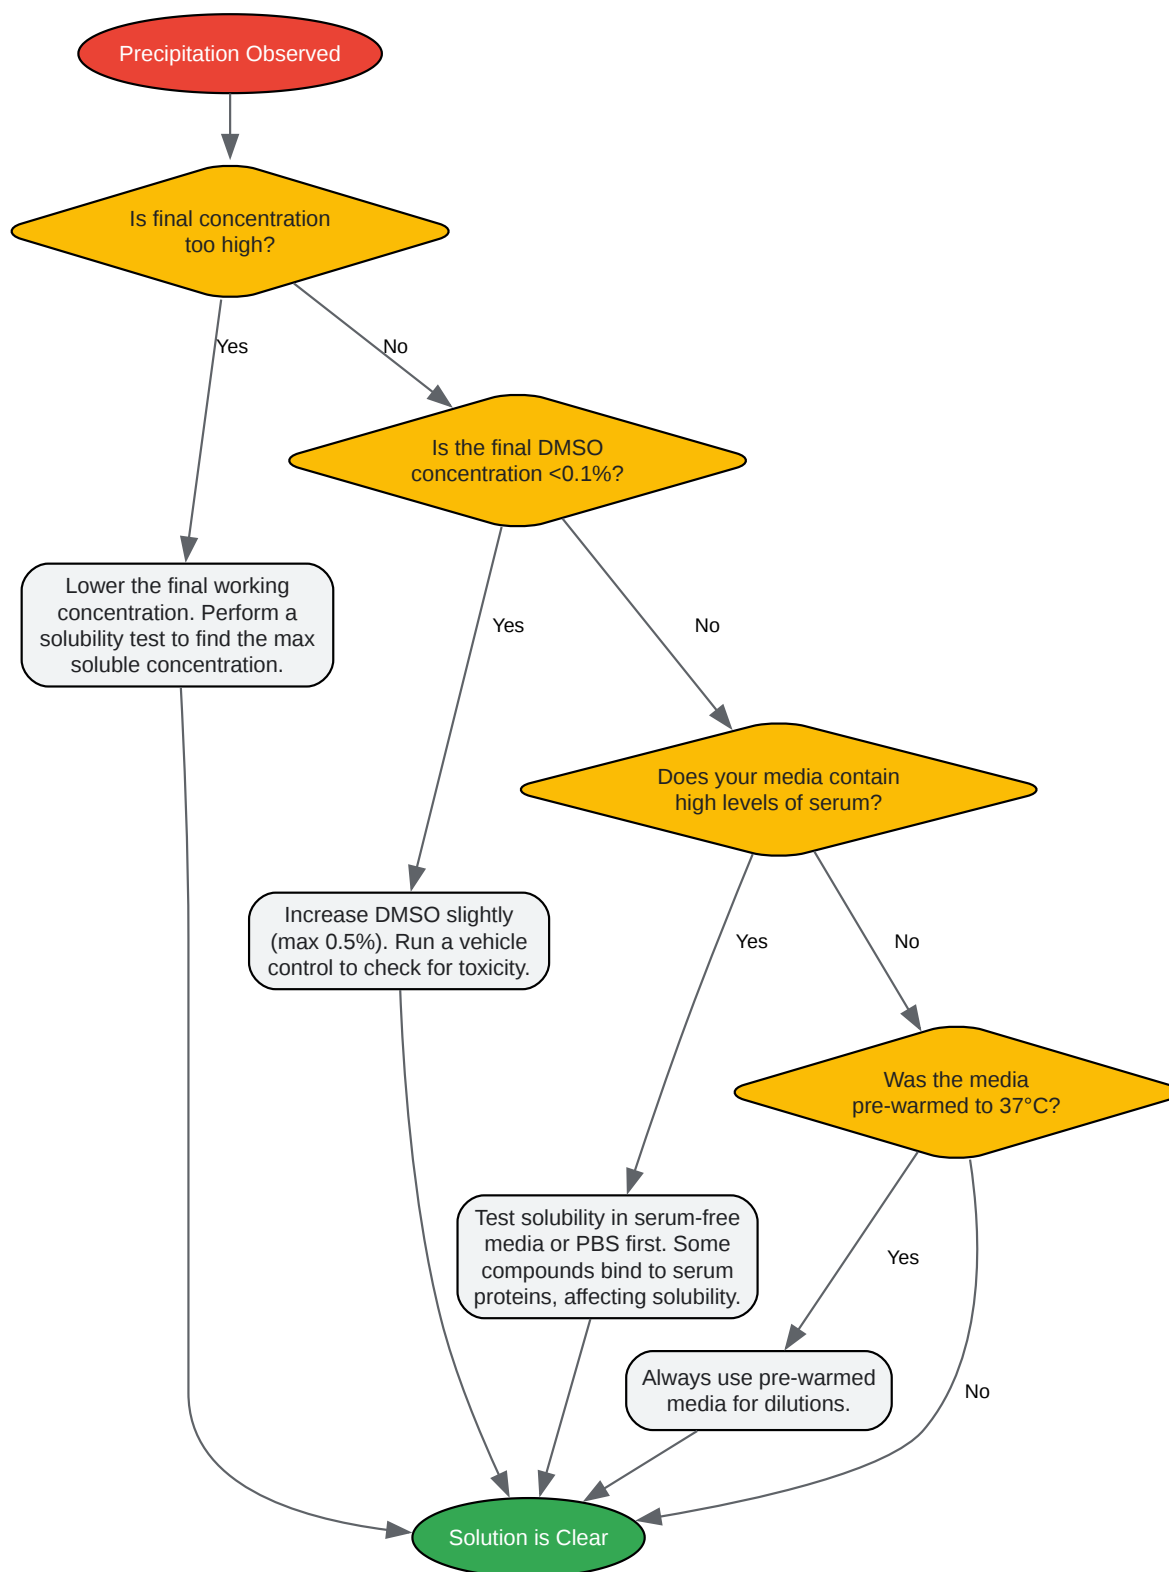 Precipitation Observed
Is final concentration
too high?
Yes
No
Is the final DMSO
concentration <0.1%?
Lower the final working
concentration. Perform a
solubility test to find the max
soluble concentration.
Yes
No
Does your media contain
high levels of serum?
Increase DMSO slightly
(max 0.5%). Run a vehicle
control to check for toxicity.
Yes
No
Was the media
pre-warmed to 37°C?
Test solubility in serum-free
media or PBS first. Some
compounds bind to serum
proteins, affecting solubility.
Yes
Always use pre-warmed
media for dilutions.
No
Solution is Clear